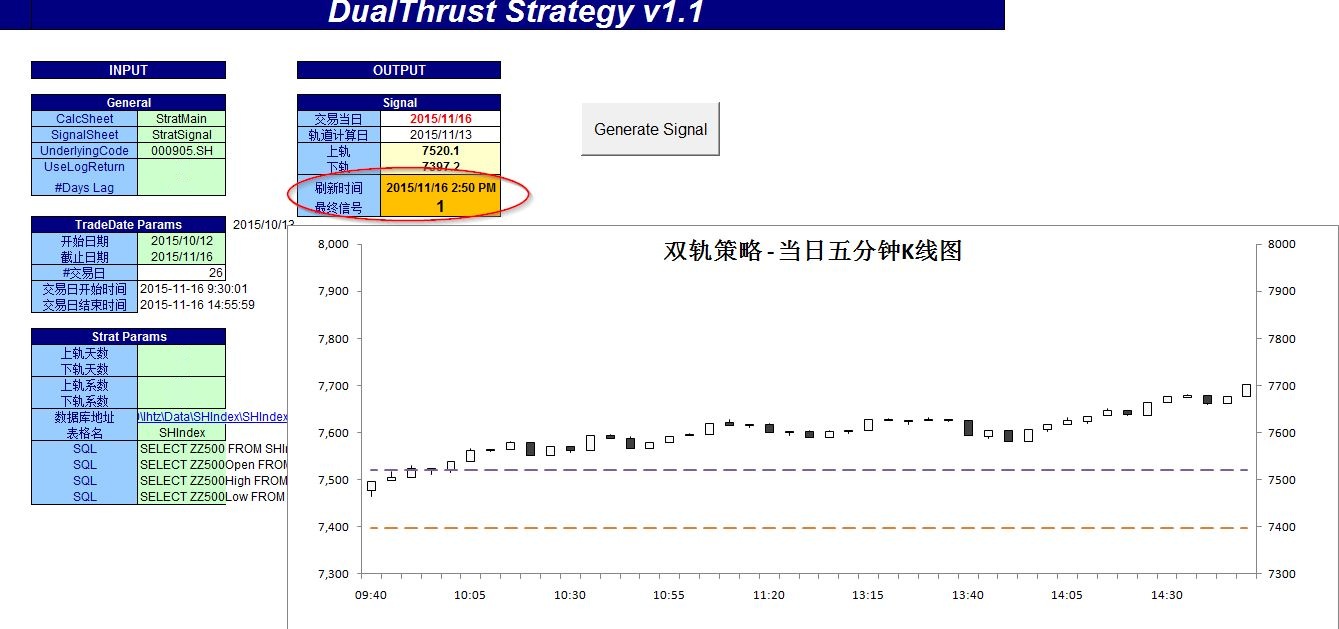 DualThrust Strategy v1.1
INPUT
OUTPUT
General
CalcSheet StratMain
SignalSheet StratSignal
UnderlyingCode 000905.SH
UseLogReturn
#Days Lag
Signal
交易当日 2015/11/16
轨道计算日 2015/11/13
上轨 7520.1
下轨 7397.2
刷新时间 2015/11/16 2:50 PM
最终信号 1
Generate Signal
TradeDate Params
2015/10/13
开始日期 2015/10/12
截止日期 2015/11/16
#交易日 26
交易日开始时间 2015-11-16 9:30:01
交易日结束时间 2015-11-16 14:55:59
Strat Params
上轨天数
下轨天数
上轨系数
下轨系数
数据库地址 \lhtz\Data\SHIndex\SHIndex
表格名 SHIndex
SQL SELECT ZZ500 FROM SHI
SQL SELECT ZZ500Open FROM
SQL SELECT ZZ500High FROM
SQL SELECT ZZ500Low FROM
双轨策略-当日五分钟K线图
8,000 8000
7,900 7900
7,800 7800
7,700 7700
7,600 7600
7,500 7500
7,400 7400
7,300 7300
09:40 10:05 10:30 10:55 11:20 13:15 13:40 14:05 14:30